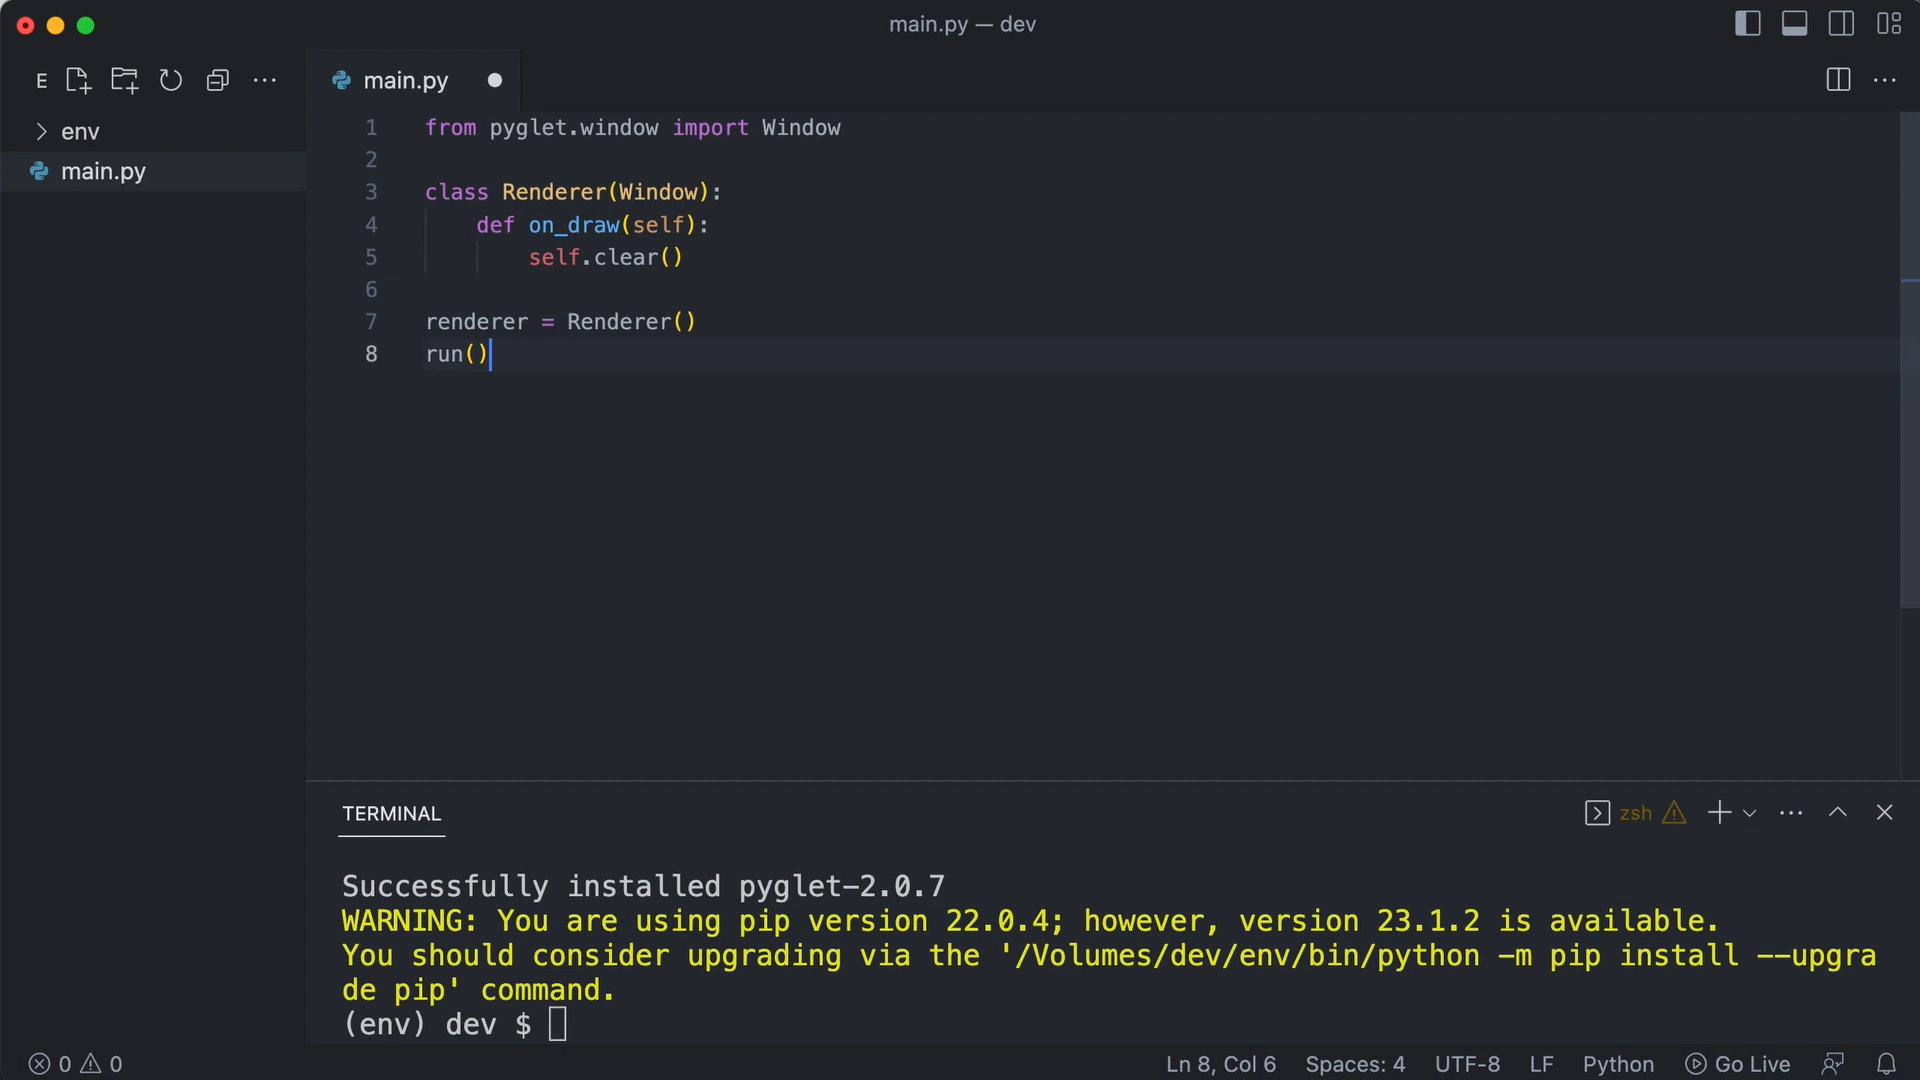 main.py — dev
E
main.py
env
main.py
1 from pyglet.window import Window
2
3 class Renderer(Window):
4     def on_draw(self):
5         self.clear()
6
7 renderer = Renderer()
8 run()
TERMINAL
zsh
Successfully installed pyglet-2.0.7
WARNING: You are using pip version 22.0.4; however, version 23.1.2 is available.
You should consider upgrading via the '/Volumes/dev/env/bin/python -m pip install --upgra
de pip' command.
(env) dev $
0 0 Ln 8, Col 6 Spaces: 4 UTF-8 LF Python Go Live